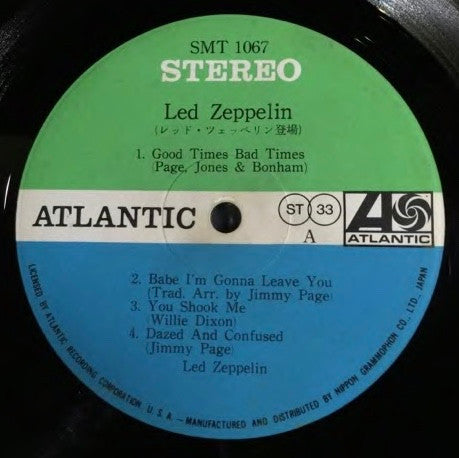 SMT 1067
STEREO
Led Zeppelin
(レッド・ツェッペリン登場)
1. Good Times Bad Times
(Page, Jones & Bonham)
ATLANTIC
ST 33
A
ATLANTIC
2. Babe I'm Gonna Leave You
(Trad. Arr. by Jimmy Page)
3. You Shook Me
(Willie Dixon)
4. Dazed And Confused
(Jimmy Page)
Led Zeppelin
LICENSED BY ATLANTIC RECORDING CORPORATION, U.S.A.-MANUFACTURED AND DISTRIBUTED BY NIPPON GRAMMOPHON CO., LTD., JAPAN